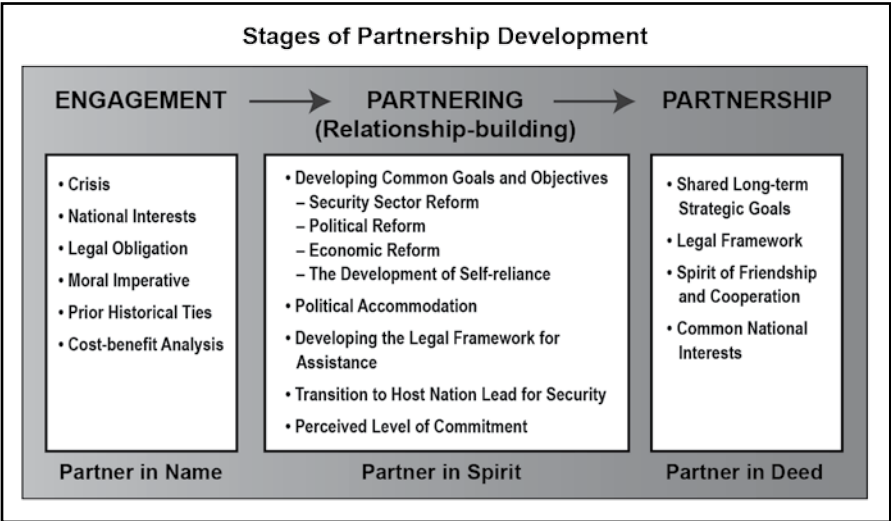 Stages of Partnership Development
ENGAGEMENT
• Crisis
• National Interests
• Legal Obligation
• Moral Imperative
• Prior Historical Ties
• Cost-benefit Analysis
Partner in Name
PARTNERING
(Relationship-building)
• Developing Common Goals and Objectives
– Security Sector Reform
– Political Reform
– Economic Reform
– The Development of Self-reliance
• Political Accommodation
• Developing the Legal Framework for
Assistance
• Transition to Host Nation Lead for Security
• Perceived Level of Commitment
Partner in Spirit
PARTNERSHIP
• Shared Long-term
Strategic Goals
• Legal Framework
• Spirit of Friendship
and Cooperation
• Common National
Interests
Partner in Deed